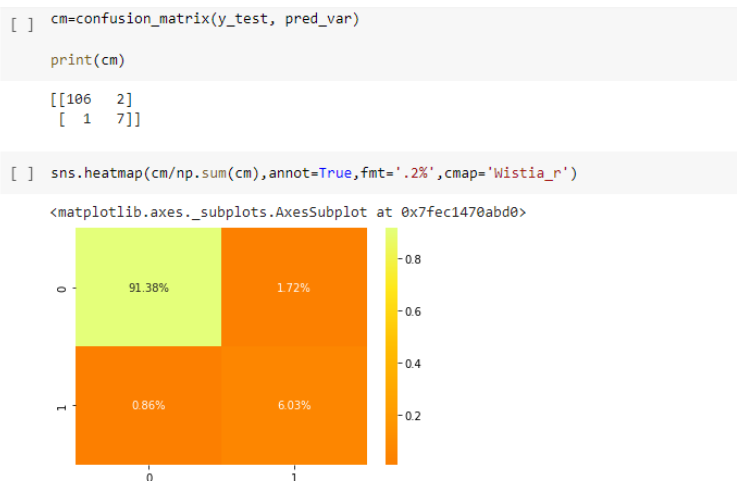 [ ] cm=confusion_matrix(y_test, pred_var)
print(cm)
[[106   2]
 [  1   7]]
[ ] sns.heatmap(cm/np.sum(cm),annot=True,fmt='.2%',cmap='Wistia_r')
<matplotlib.axes._subplots.AxesSubplot at 0x7fec1470abd0>
0.8
0 91.38% 1.72%
0.6
0.4
1 0.86% 6.03%
0.2
0 1